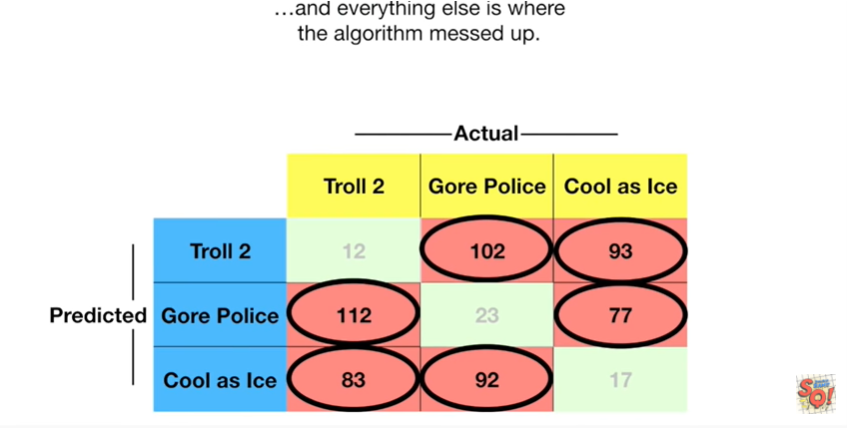 ...and everything else is where
the algorithm messed up.
Actual
Troll 2 Gore Police Cool as Ice
Troll 2 12 102 93
Predicted Gore Police 112 23 77
Cool as Ice 83 92 17
SQ!